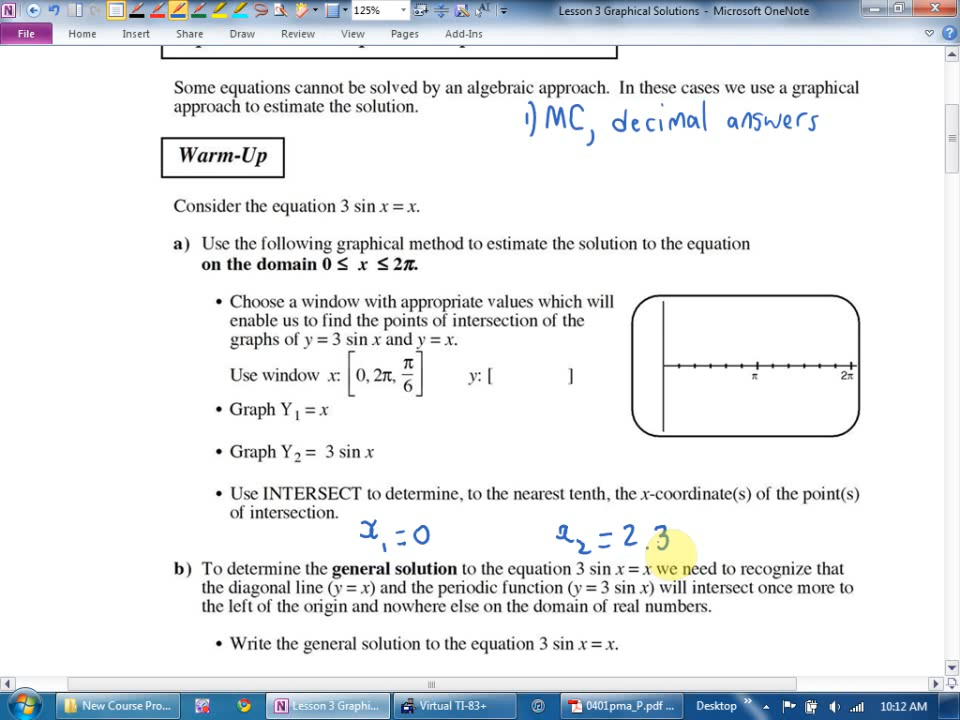 125%
Lesson 3 Graphical Solutions - Microsoft OneNote
File Home Insert Share Draw Review View Pages Add-Ins
Some equations cannot be solved by an algebraic approach. In these cases we use a graphical
approach to estimate the solution.
1) MC, decimal answers
Warm-Up
Consider the equation 3 sin x = x.
a) Use the following graphical method to estimate the solution to the equation
on the domain 0 ≤ x ≤ 2π.
• Choose a window with appropriate values which will
enable us to find the points of intersection of the
graphs of y = 3 sin x and y = x.
Use window x: [0, 2π, π/6] y: [ ]
π 2π
• Graph Y₁ = x
• Graph Y₂ = 3 sin x
• Use INTERSECT to determine, to the nearest tenth, the x-coordinate(s) of the point(s)
of intersection.
x₁ = 0 x₂ = 2.3
b) To determine the general solution to the equation 3 sin x = x we need to recognize that
the diagonal line (y = x) and the periodic function (y = 3 sin x) will intersect once more to
the left of the origin and nowhere else on the domain of real numbers.
• Write the general solution to the equation 3 sin x = x.
New Course Pro... Lesson 3 Graphi... Virtual TI-83+ 0401pma_P.pdf ... Desktop 10:12 AM